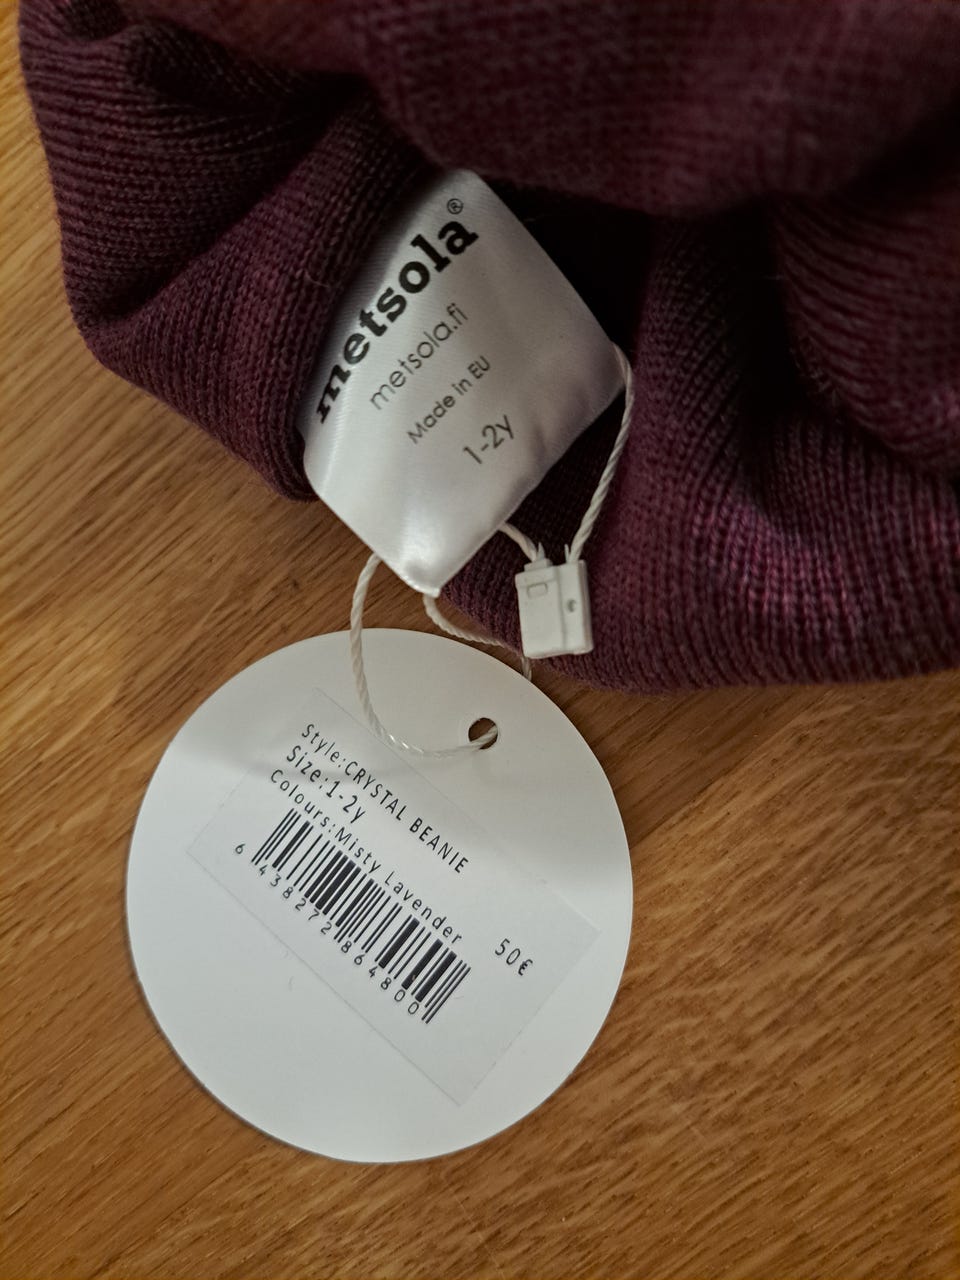 metsola®
metsola.fi
Made in EU
1-2y
Style:CRYSTAL BEANIE
Size:1-2y
Colours:Misty Lavender
6 438272 864800
50€